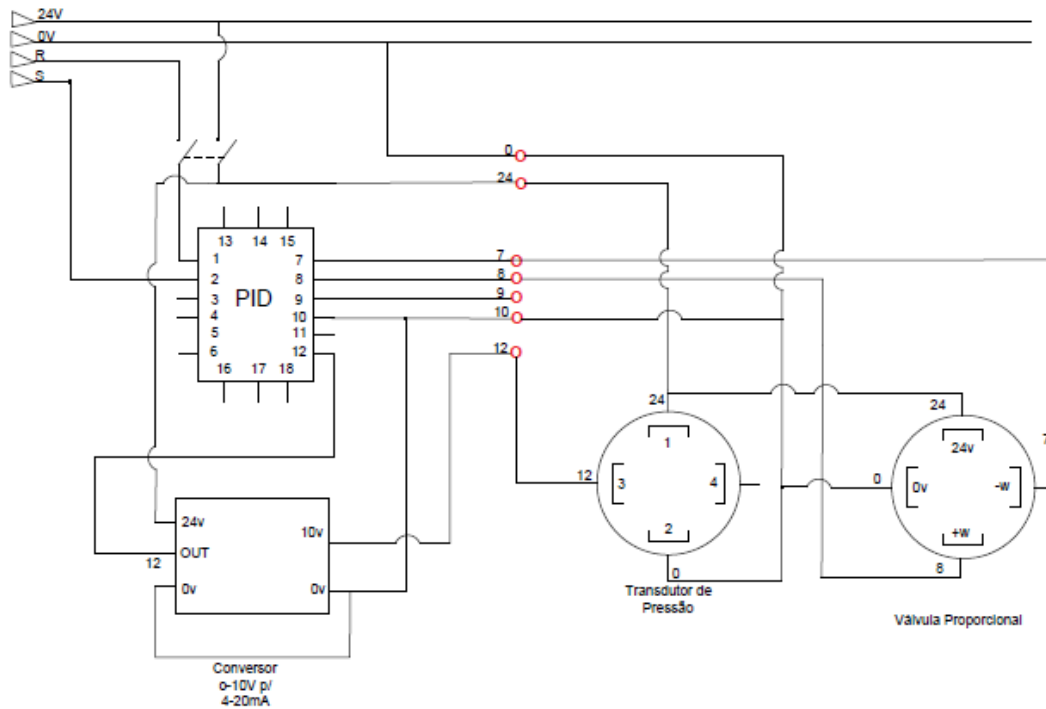 24V
0V
R
S
0
24
13 14 15
1 7 7
2 PID 8 8
3 9 9
4 10 10
5 11
6 12 12
16 17 18
24 24 7
1 24v
12 3 4 0 0v -w
2 +w
0 8
24v 10v
OUT
12
0v 0v
Transdutor de
Pressão
Válvula Proporcional
Conversor
o-10V p/
4-20mA